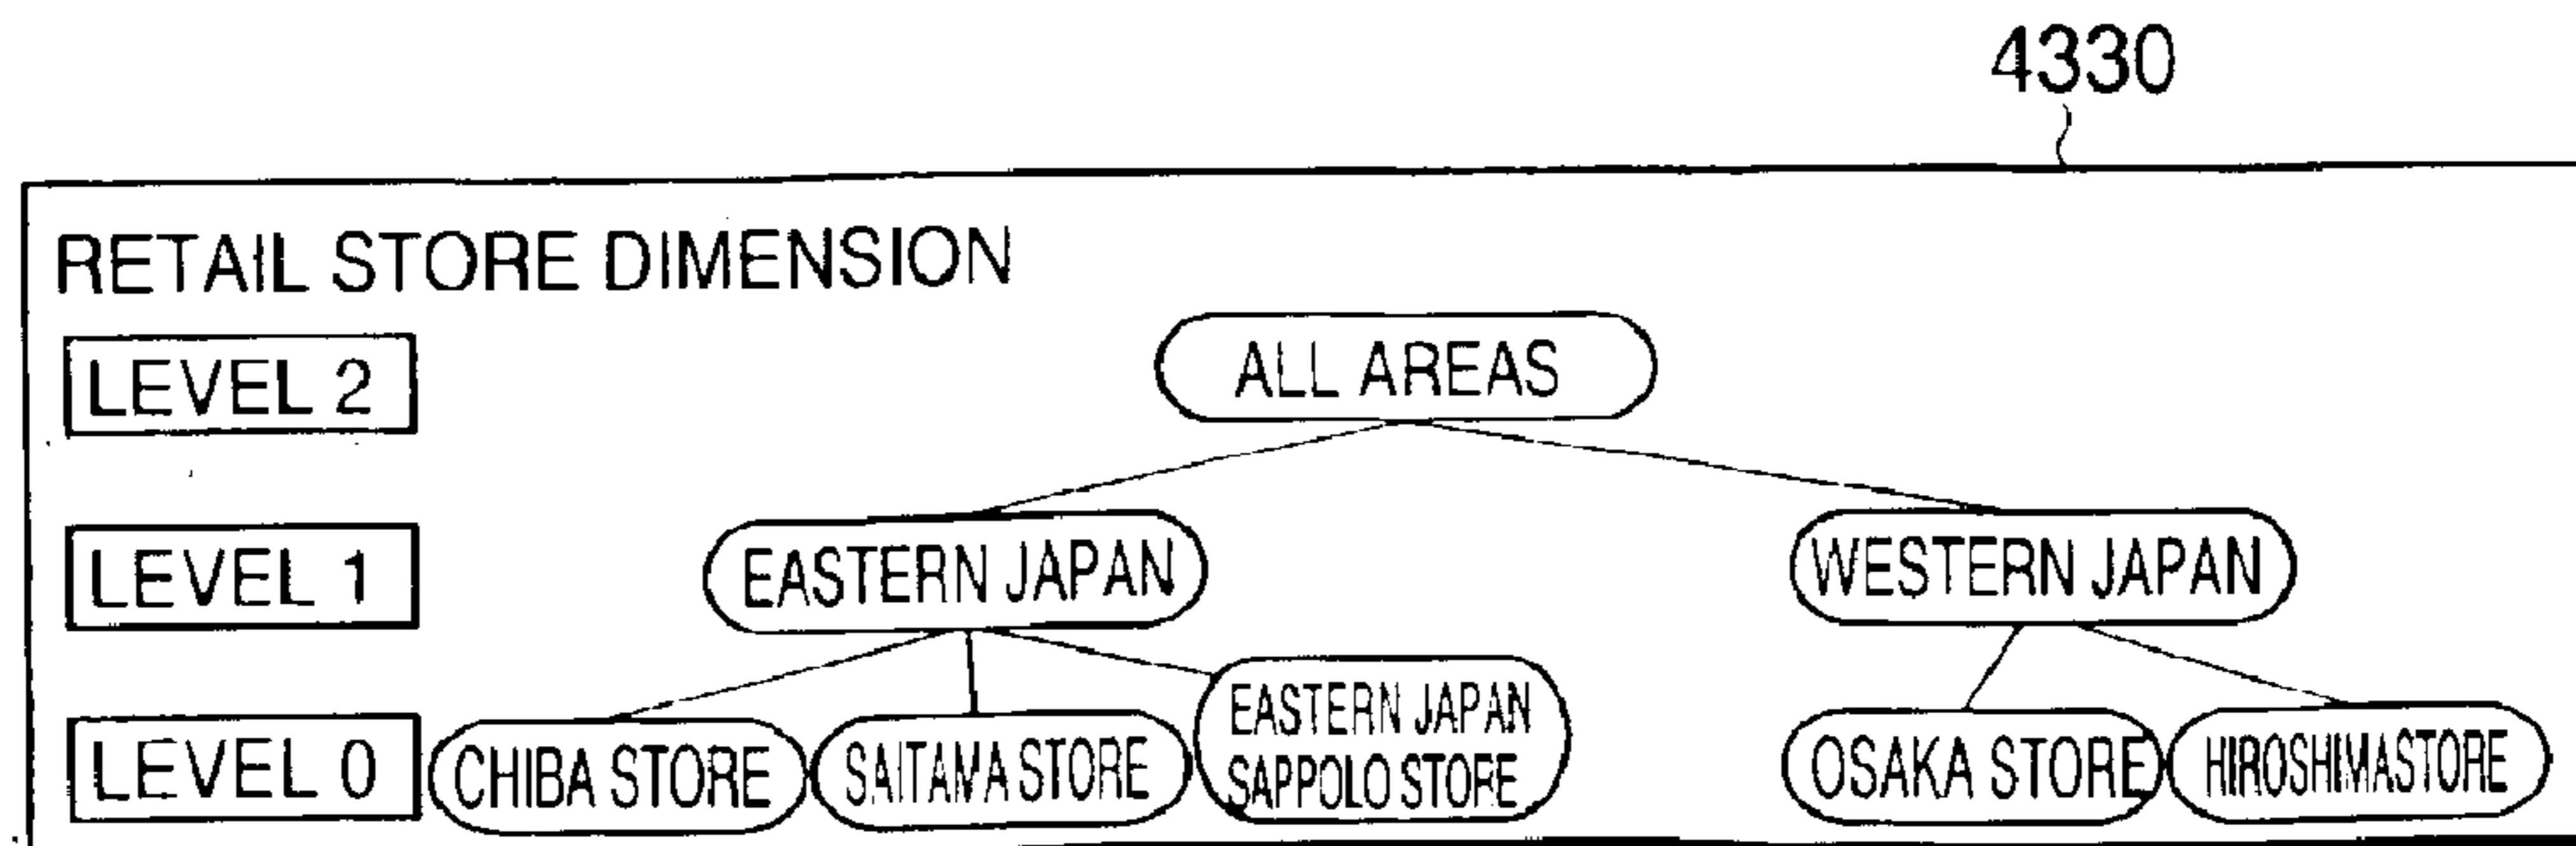 4330
RETAIL STORE DIMENSION
LEVEL 2
ALL AREAS
LEVEL 1
EASTERN JAPAN
WESTERN JAPAN
LEVEL 0
CHIBA STORE
SAITAMA STORE
EASTERN JAPAN
SAPPOLO STORE
OSAKA STORE
HIROSHIMASTORE